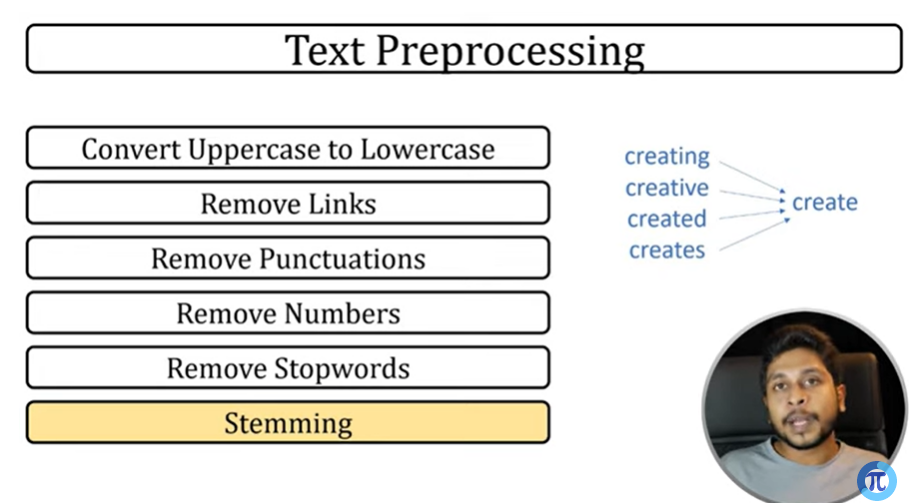 Text Preprocessing
Convert Uppercase to Lowercase
Remove Links
Remove Punctuations
Remove Numbers
Remove Stopwords
Stemming
creating
creative
created
creates
create
π